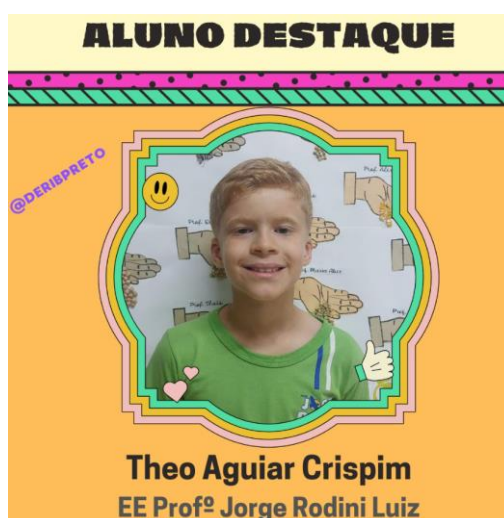 ALUNO DESTAQUE
@DERIBPRETO
Theo Aguiar Crispim
EE Profº Jorge Rodini Luiz